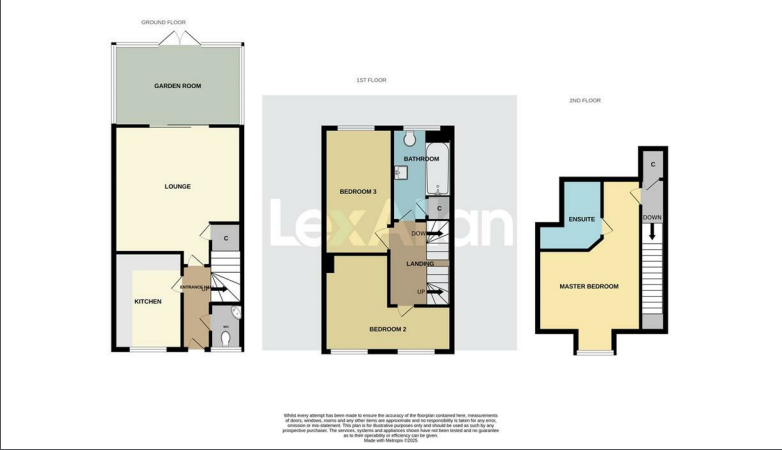 GROUND FLOOR
GARDEN ROOM
LOUNGE
C
KITCHEN
ENTRANCE HALL
UP
WC
1ST FLOOR
BEDROOM 3
BATHROOM
C
DOWN
LANDING
UP
BEDROOM 2
LexAllan
2ND FLOOR
C
ENSUITE
DOWN
MASTER BEDROOM
Whilst every attempt has been made to ensure the accuracy of the floorplan contained here, measurements
of doors, windows, rooms and any other items are approximate and no responsibility is taken for any error,
omission or mis-statement. This plan is for illustrative purposes only and should be used as such by any
prospective purchaser. The services, systems and appliances shown have not been tested and no guarantee
as to their operability or efficiency can be given.
Made with Metropix ©2025